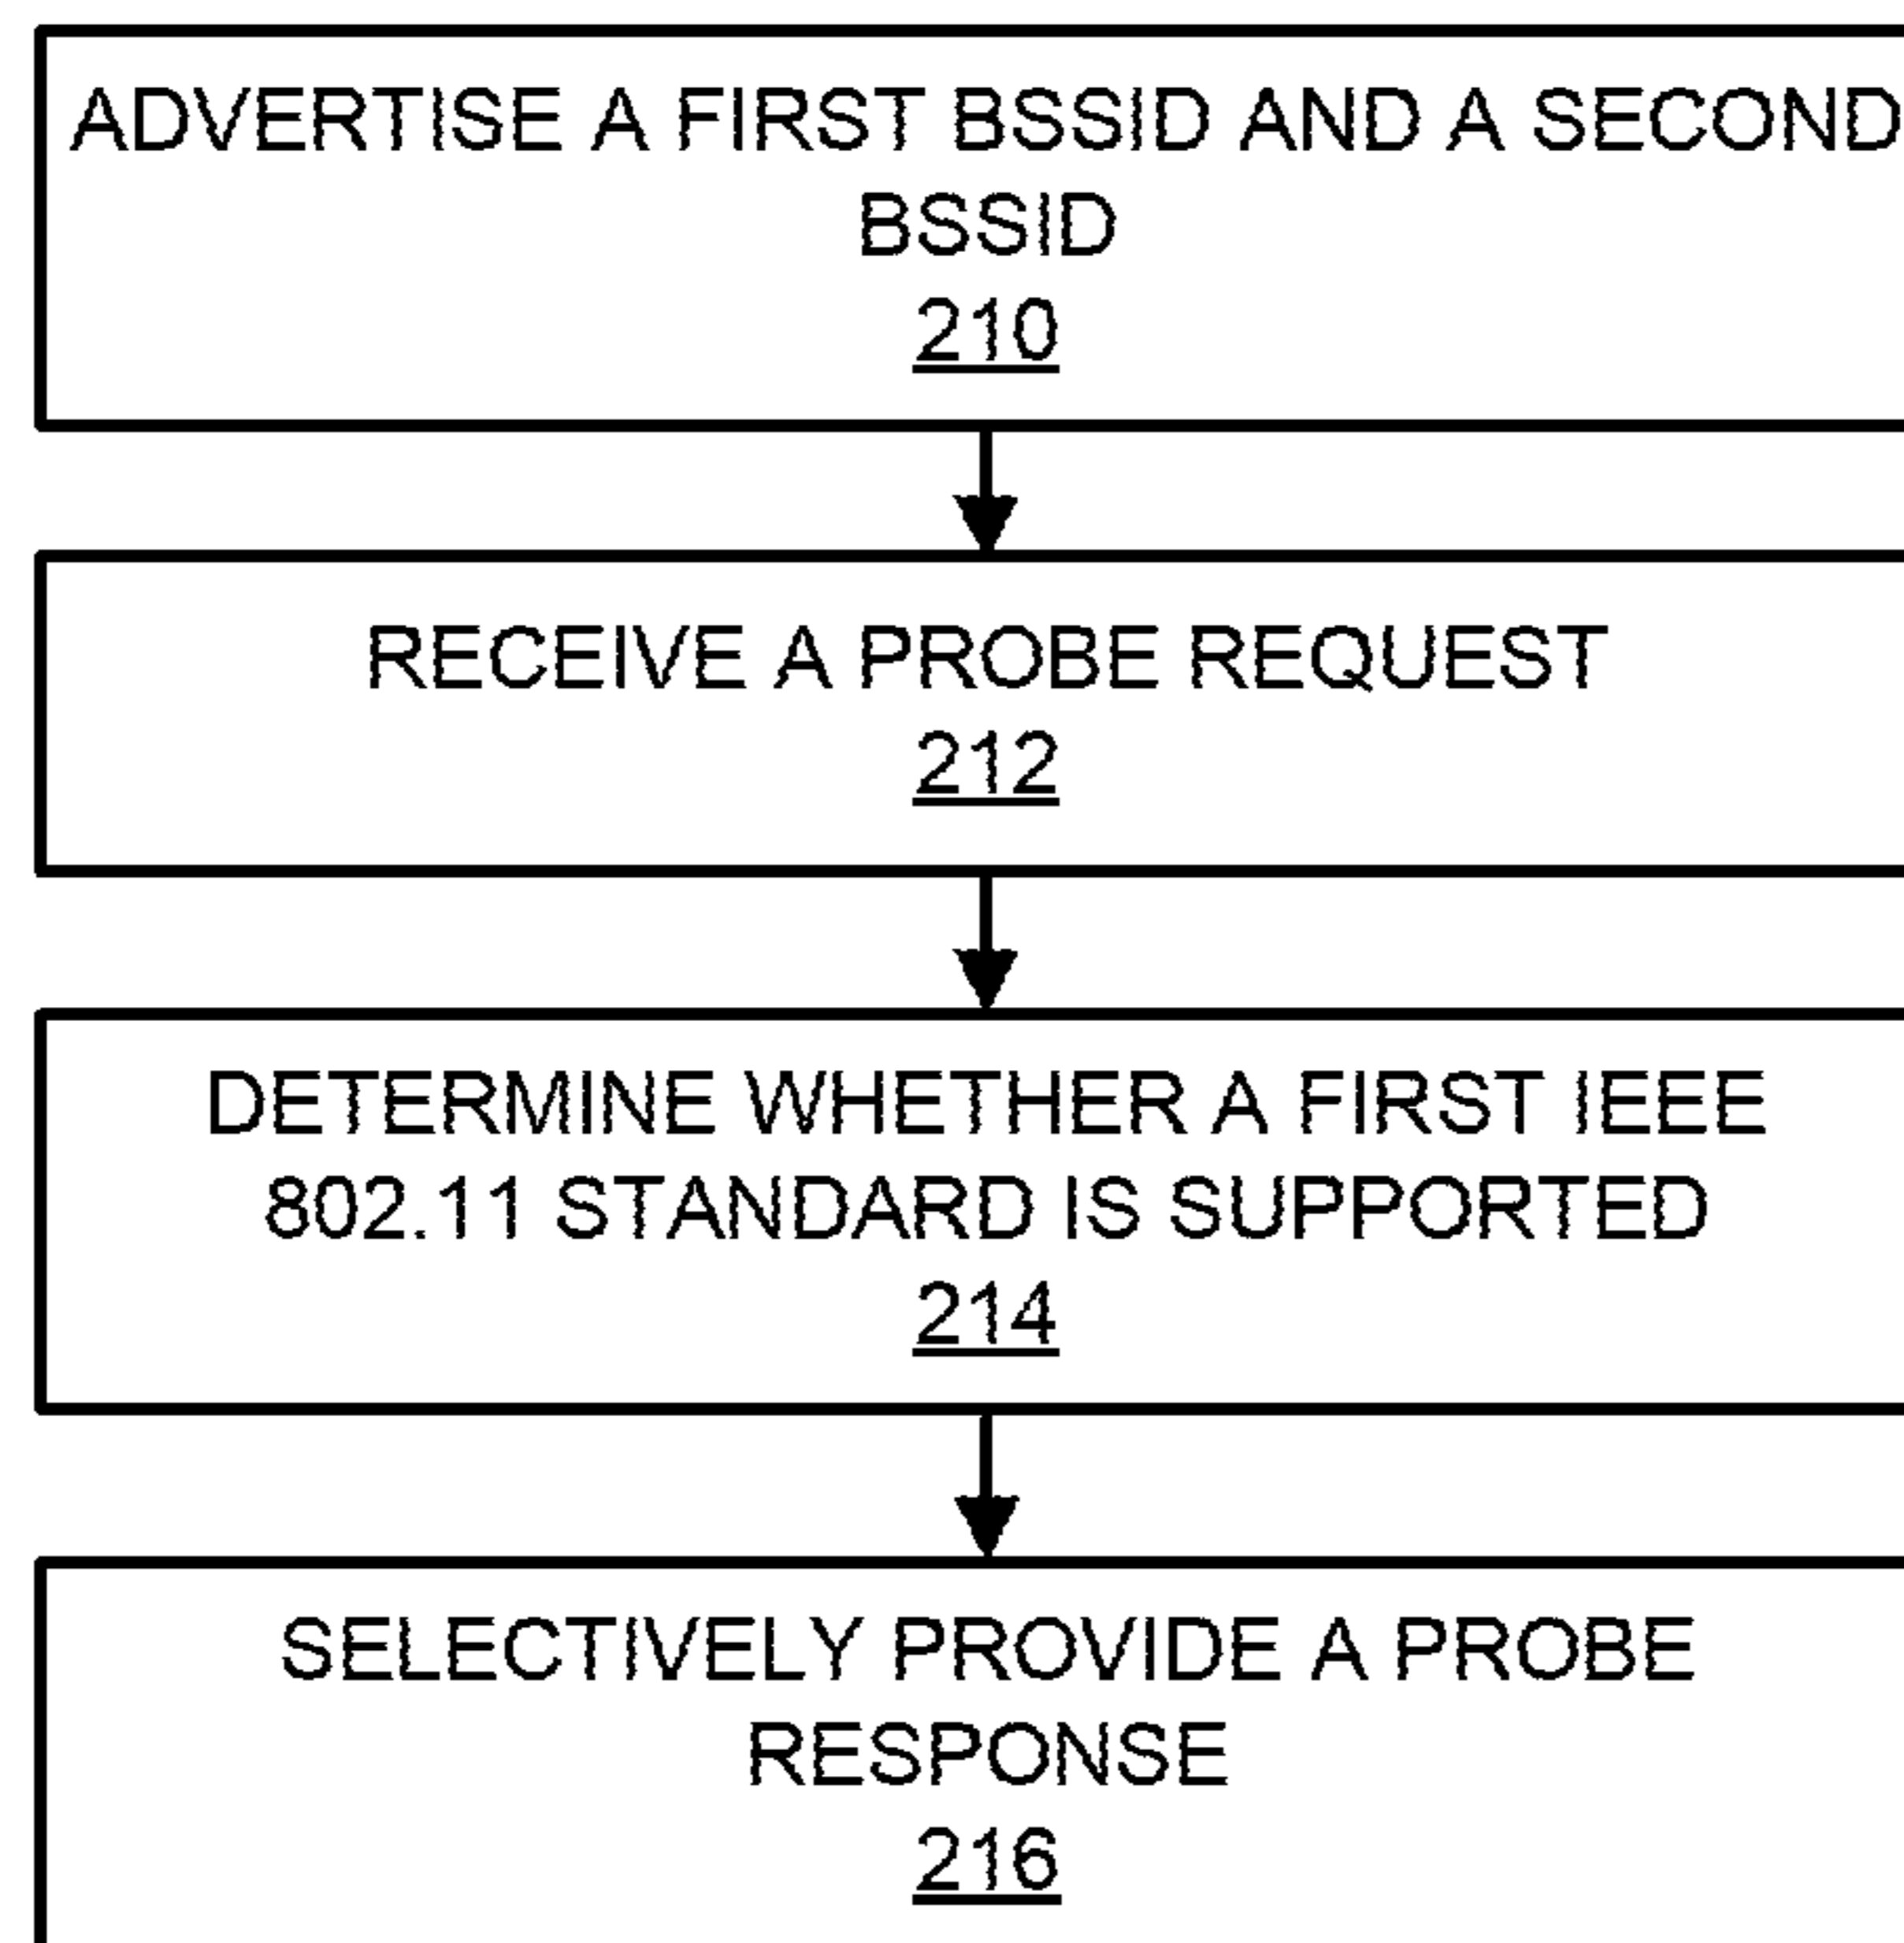 ADVERTISE A FIRST BSSID AND A SECOND
BSSID
210
RECEIVE A PROBE REQUEST
212
DETERMINE WHETHER A FIRST IEEE
802.11 STANDARD IS SUPPORTED
214
SELECTIVELY PROVIDE A PROBE
RESPONSE
216